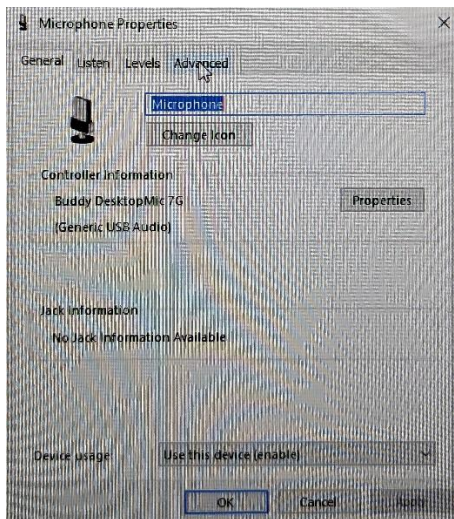 Microphone Properties
General Listen Levels Advanced
Microphone
Change Icon
Controller Information
Buddy DesktopMic 7G
Properties
(Generic USB Audio)
Jack Information
No Jack Information Available
Device usage
Use this device (enable)
OK Cancel Apply